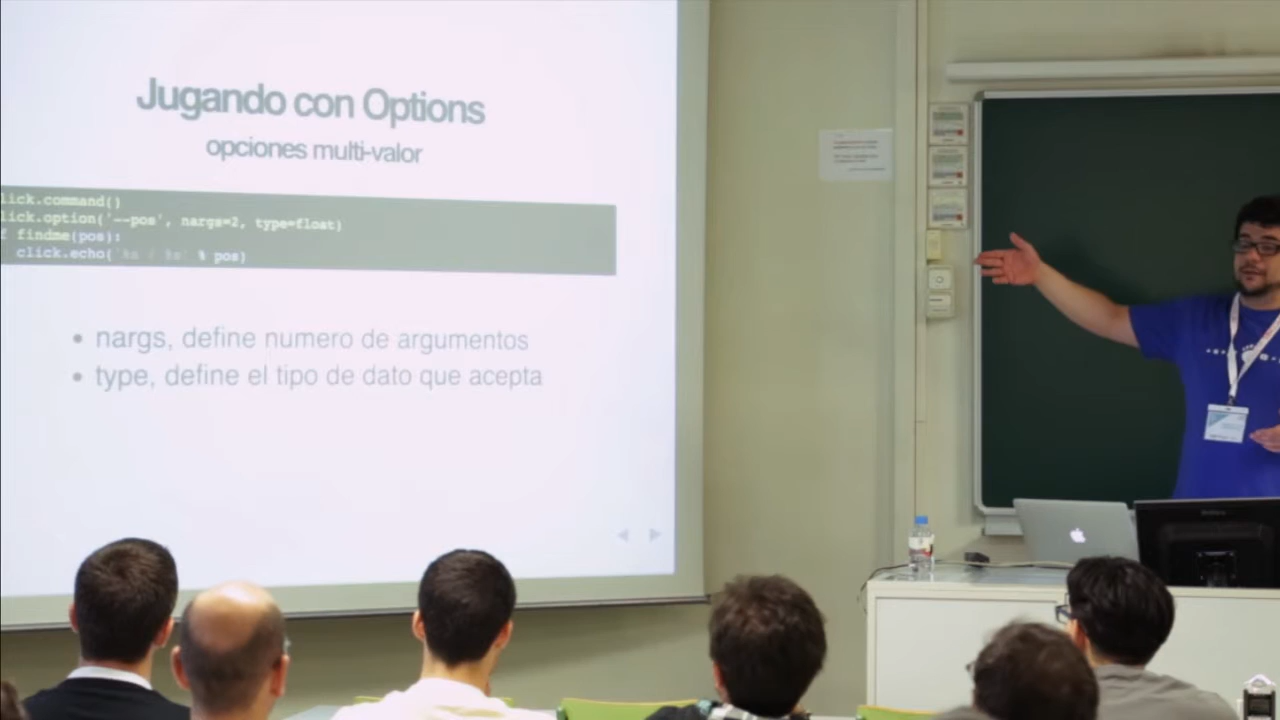 Jugando con Options
opciones multi-valor
lick.command()
lick.option('--pos', nargs=2, type=float)
f findme(pos):
click.echo('%s / %s' % pos)
• nargs, define numero de argumentos
• type, define el tipo de dato que acepta